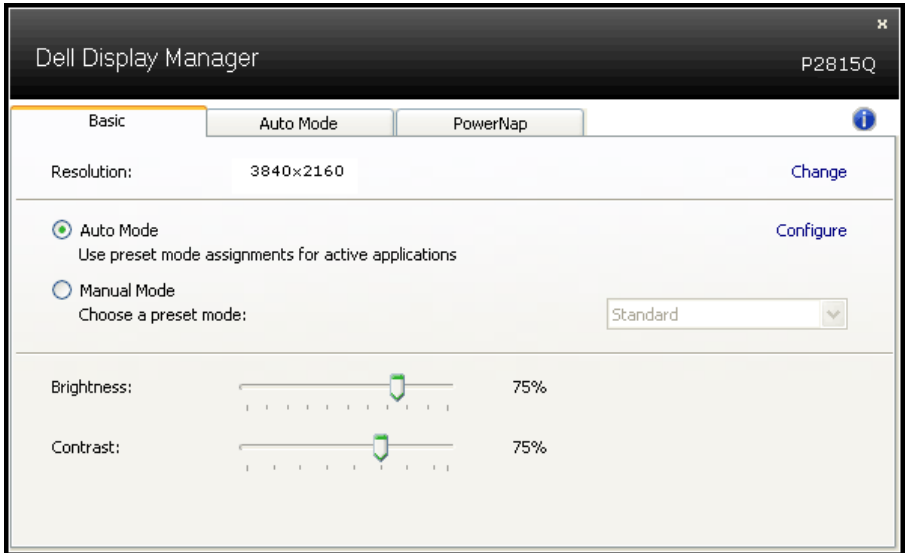 Dell Display Manager
P2815Q
Basic Auto Mode PowerNap
Resolution: 3840x2160 Change
Auto Mode Configure
Use preset mode assignments for active applications
Manual Mode
Choose a preset mode: Standard
Brightness: 75%
Contrast: 75%